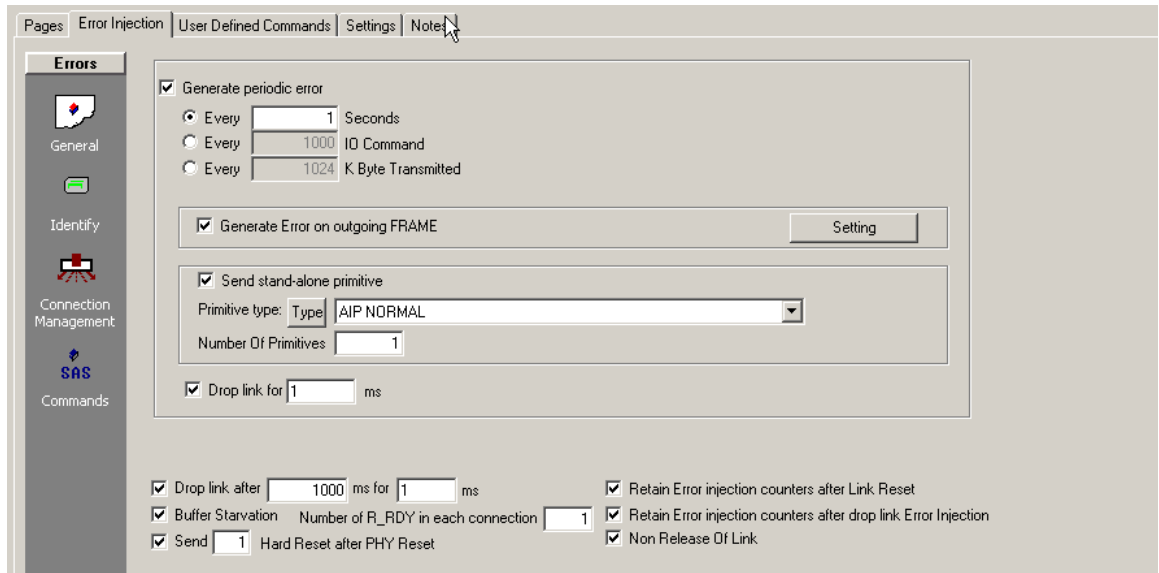 Pages Error Injection User Defined Commands Settings Notes
Errors
General
Identify
Connection
Management
SAS
Commands
Generate periodic error
Every 1 Seconds
Every 1000 IO Command
Every 1024 K Byte Transmitted
Generate Error on outgoing FRAME Setting
Send stand-alone primitive
Primitive type: Type AIP NORMAL
Number Of Primitives 1
Drop link for 1 ms
Drop link after 1000 ms for 1 ms
Buffer Starvation Number of R_RDY in each connection 1
Send 1 Hard Reset after PHY Reset
Retain Error injection counters after Link Reset
Retain Error injection counters after drop link Error Injection
Non Release Of Link